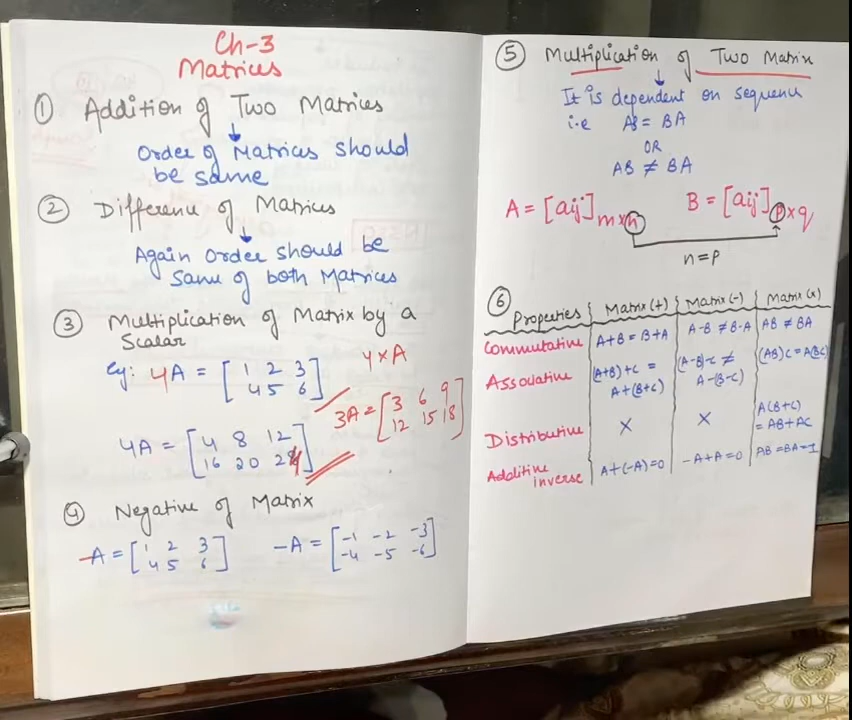 Ch-3
Matrices
① Addition of Two Matrices
↓
Order of Matrices should
be same
② Difference of Matrices
↓
Again order should be
same of both Matrices
③ Multiplication of Matrix by a
Scalar
eg: 4A = [ 1 2 3
4 5 6 ]
4 × A
3A = [ 3 6 9
12 15 18 ]
4A = [ 4 8 12
16 20 24 ]
④ Negative of Matrix
-A = [ 1 2 3
4 5 6 ]
-A = [ -1 -2 -3
-4 -5 -6 ]
⑤ Multiplication of Two Matrix
↓
It is dependent on sequence
i.e AB = BA
OR
AB ≠ BA
A = [aij] m×n B = [aij] p×q
n=p
⑥ Properties Matrix (+) Matrix (-) Matrix (x)
Commutative A+B = B+A A-B ≠ B-A AB ≠ BA
Associative (A+B)+C = A+(B+C) (A-B)-C ≠ A-(B-C) (AB)C = A(BC)
Distributive × × A(B+C) = AB+AC
Additive inverse A+(-A)=0 -A+A=0 AB=BA=1